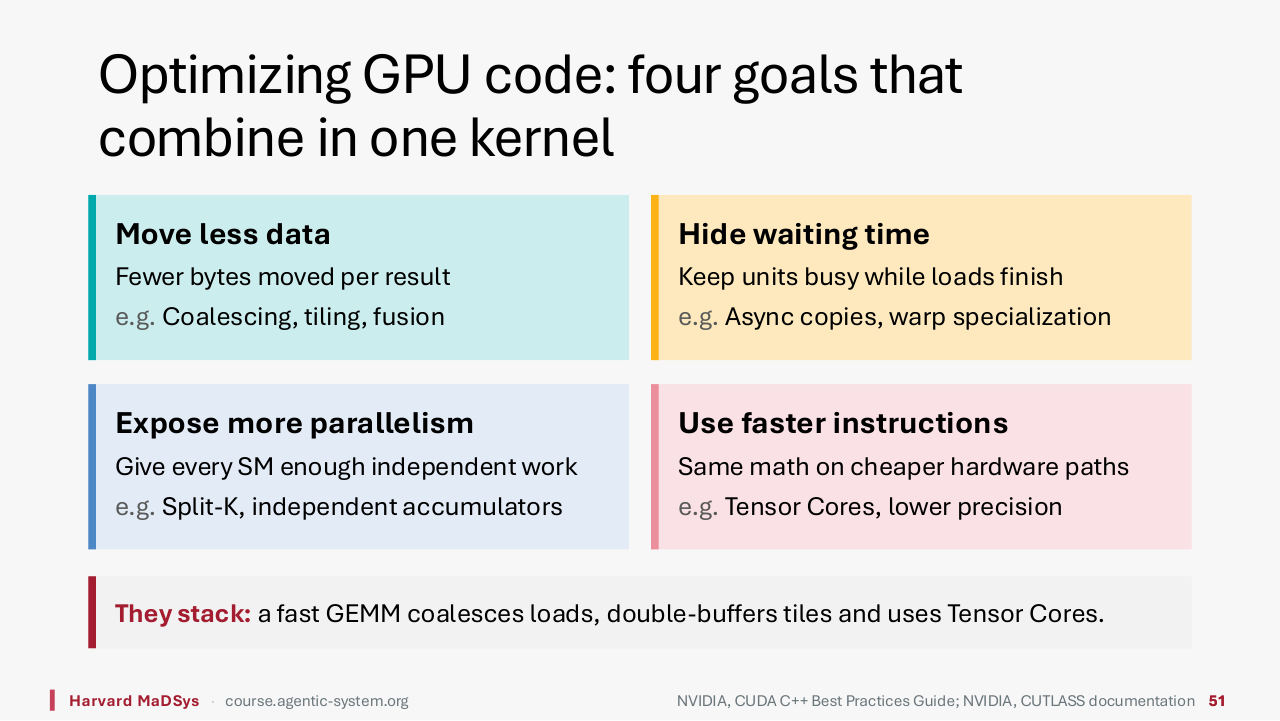 Optimizing GPU code: four goals that
combine in one kernel
Move less data
Fewer bytes moved per result
e.g. Coalescing, tiling, fusion
Hide waiting time
Keep units busy while loads finish
e.g. Async copies, warp specialization
Expose more parallelism
Give every SM enough independent work
e.g. Split-K, independent accumulators
Use faster instructions
Same math on cheaper hardware paths
e.g. Tensor Cores, lower precision
They stack: a fast GEMM coalesces loads, double-buffers tiles and uses Tensor Cores.
Harvard MaDSys · course.agentic-system.org
NVIDIA, CUDA C++ Best Practices Guide; NVIDIA, CUTLASS documentation 51